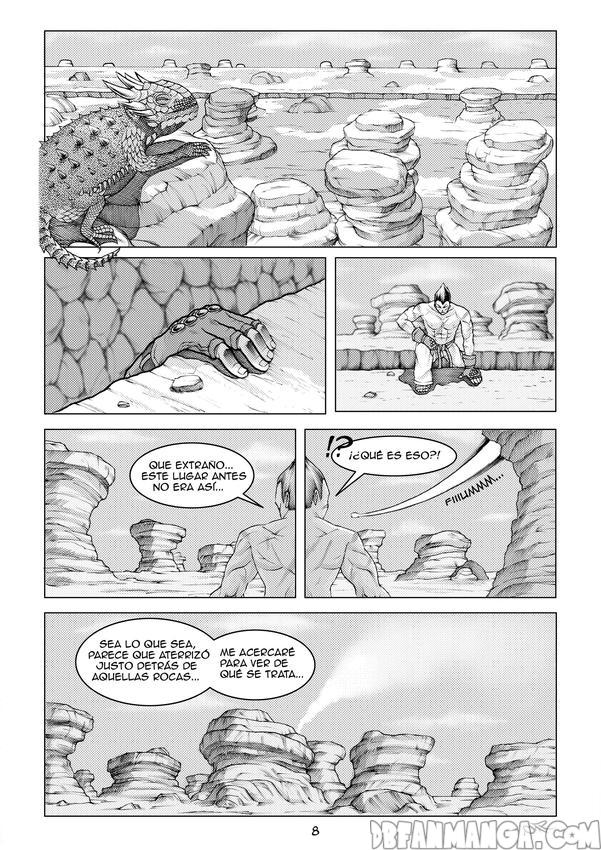 QUE EXTRAÑO...
ESTE LUGAR ANTES
NO ERA ASÍ...
!?
¡¿QUÉ ES ESO?!
FIIIUMMM...
SEA LO QUE SEA,
PARECE QUE ATERRIZÓ
JUSTO DETRÁS DE
AQUELLAS ROCAS...
ME ACERCARÉ
PARA VER DE
QUÉ SE TRATA...
8
DBFANMANGA.COM